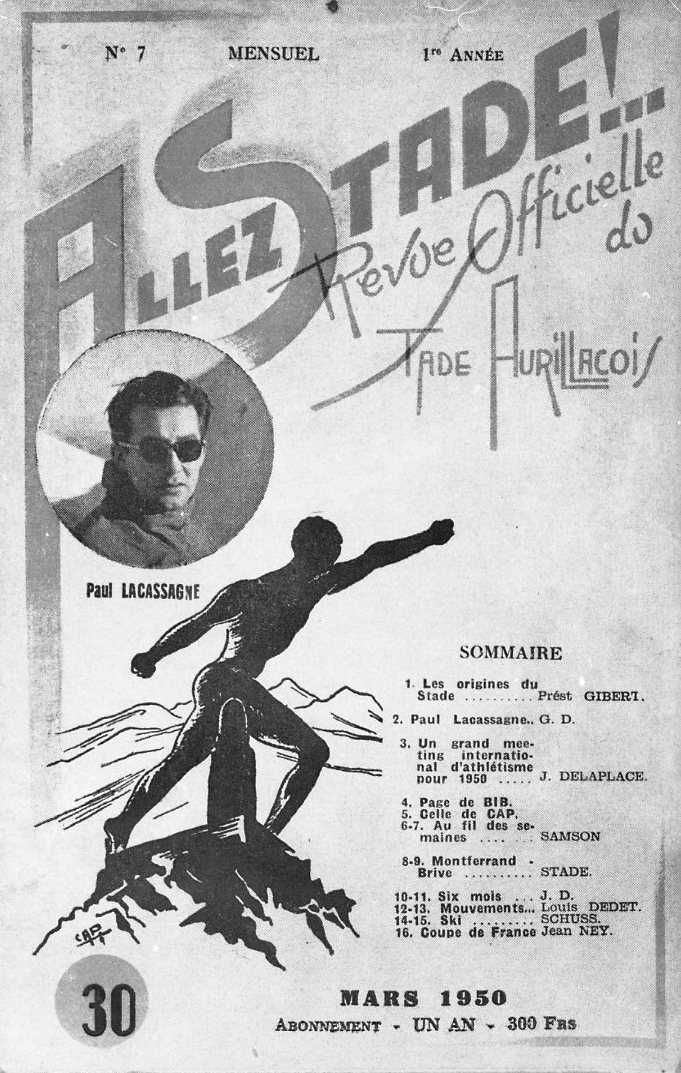 N° 7 MENSUEL 1re ANNÉE
ALLEZ STADE!..
Revue Officielle
du
STADE AURILLACOIS
Paul LACASSAGNE
SOMMAIRE
1. Les origines du
Stade .......... Prést GIBERT.
2. Paul Lacassagne.. G. D.
3. Un grand mee-
ting internatio-
nal d'athlétisme
pour 1950 ..... J. DELAPLACE.
4. Page de BIB.
5. Celle de CAP.
6-7. Au fil des se-
maines .... .. SAMSON
8-9. Montferrand -
Brive .......... STADE.
10-11. Six mois ... J. D.
12-13. Mouvements... Louis DEDET.
14-15. Ski ......... SCHUSS.
16. Coupe de France Jean NEY.
CAP
30
MARS 1950
ABONNEMENT - UN AN - 300 FRS